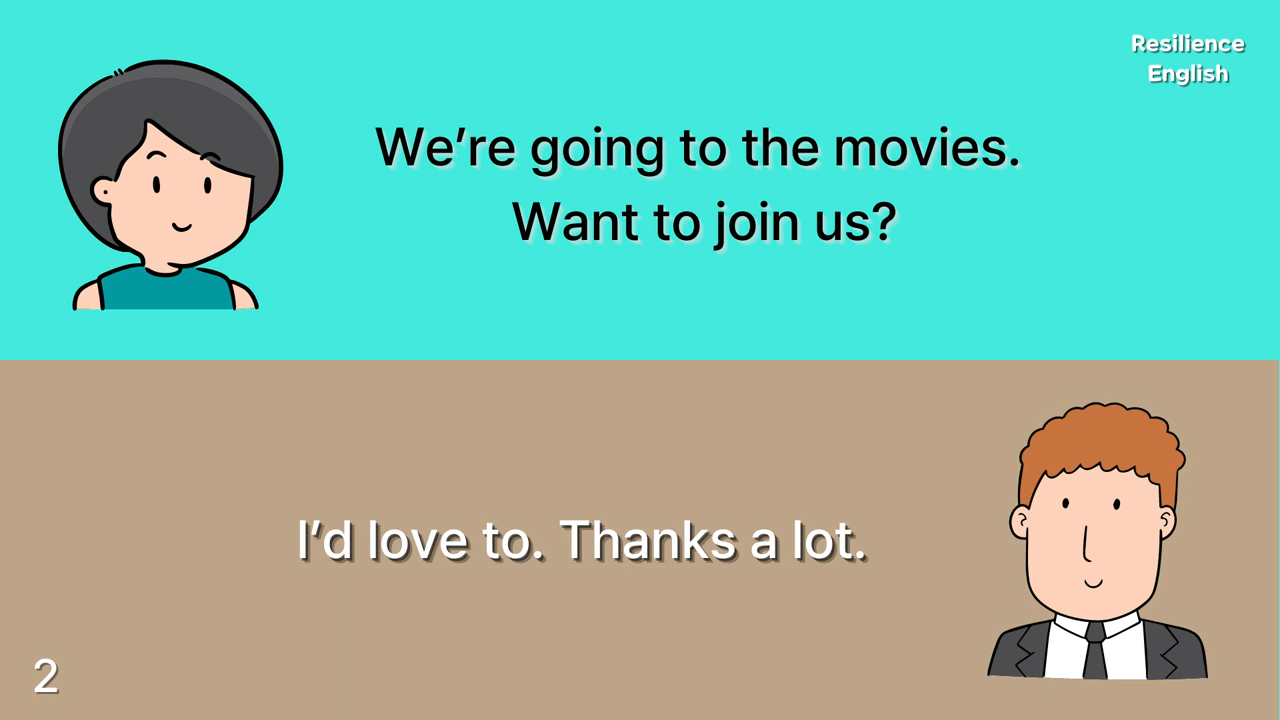 Resilience
English
We’re going to the movies.
Want to join us?
I’d love to. Thanks a lot.
2